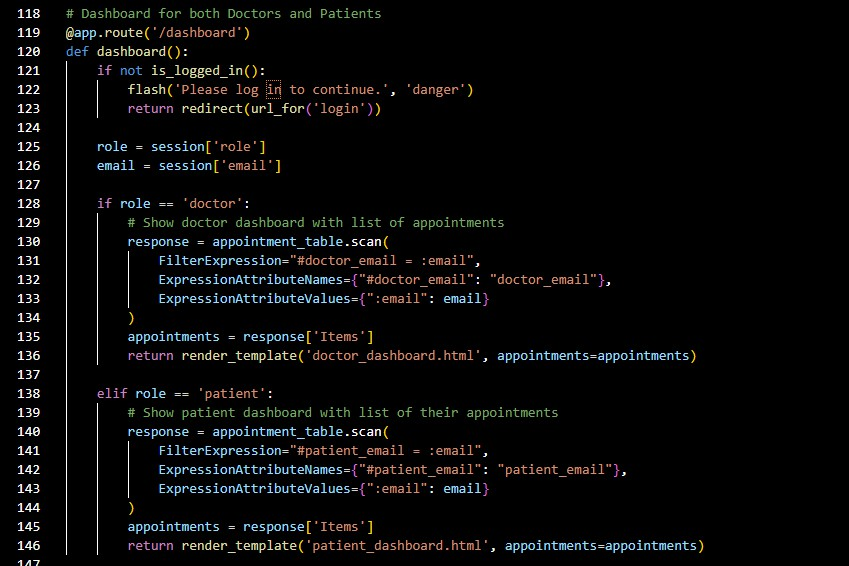 118 # Dashboard for both Doctors and Patients
119 @app.route('/dashboard')
120 def dashboard():
121     if not is_logged_in():
122         flash('Please log in to continue.', 'danger')
123         return redirect(url_for('login'))
124
125     role = session['role']
126     email = session['email']
127
128     if role == 'doctor':
129         # Show doctor dashboard with list of appointments
130         response = appointment_table.scan(
131             FilterExpression="#doctor_email = :email",
132             ExpressionAttributeNames={"#doctor_email": "doctor_email"},
133             ExpressionAttributeValues={":email": email}
134         )
135         appointments = response['Items']
136         return render_template('doctor_dashboard.html', appointments=appointments)
137
138     elif role == 'patient':
139         # Show patient dashboard with list of their appointments
140         response = appointment_table.scan(
141             FilterExpression="#patient_email = :email",
142             ExpressionAttributeNames={"#patient_email": "patient_email"},
143             ExpressionAttributeValues={":email": email}
144         )
145         appointments = response['Items']
146         return render_template('patient_dashboard.html', appointments=appointments)
147